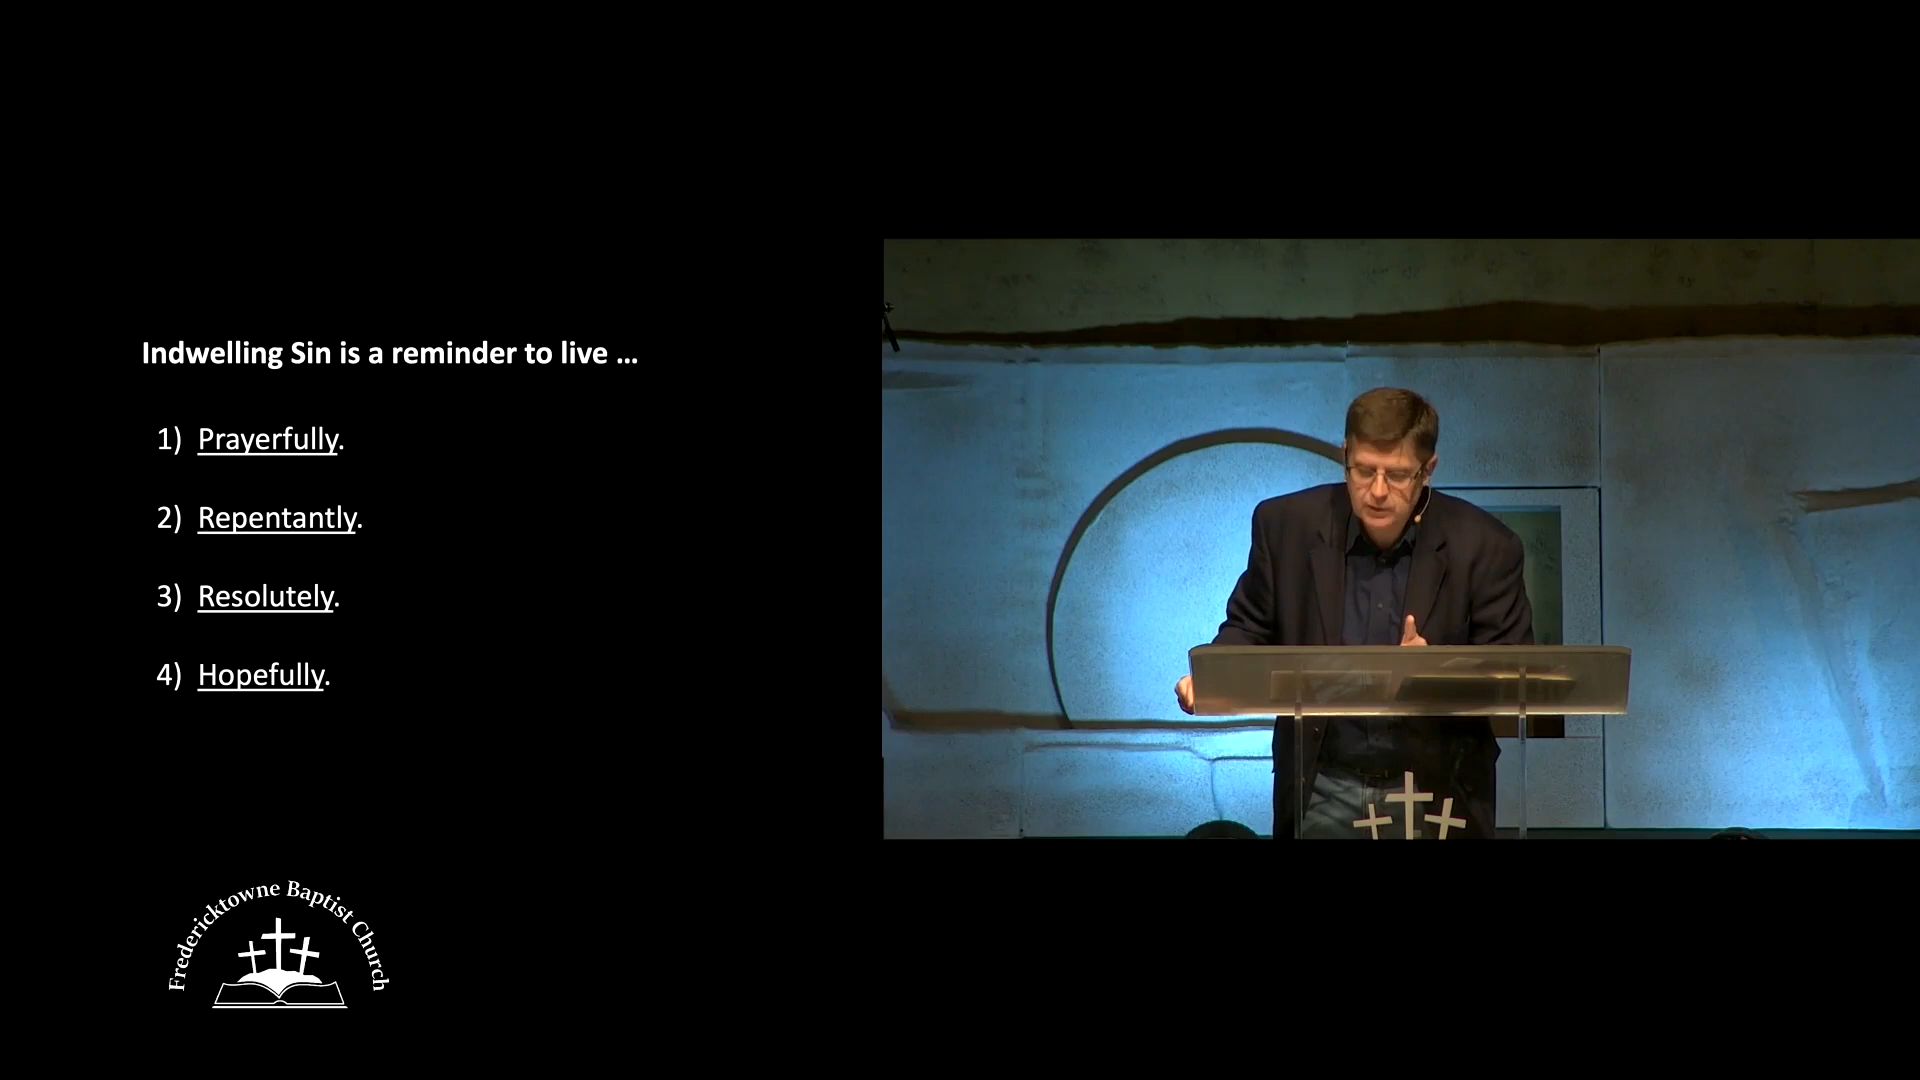 Indwelling Sin is a reminder to live ...
1) Prayerfully.
2) Repentantly.
3) Resolutely.
4) Hopefully.
Fredericktowne Baptist Church